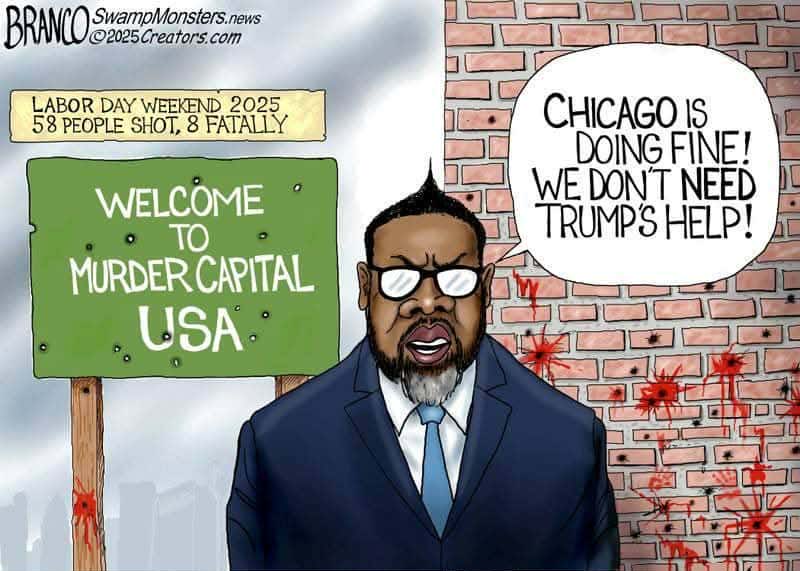 BRANCO SwampMonsters.news
©2025 Creators.com
LABOR DAY WEEKEND 2025
58 PEOPLE SHOT, 8 FATALLY
WELCOME
TO
MURDER CAPITAL
USA
CHICAGO IS
DOING FINE!
WE DON'T NEED
TRUMP'S HELP!